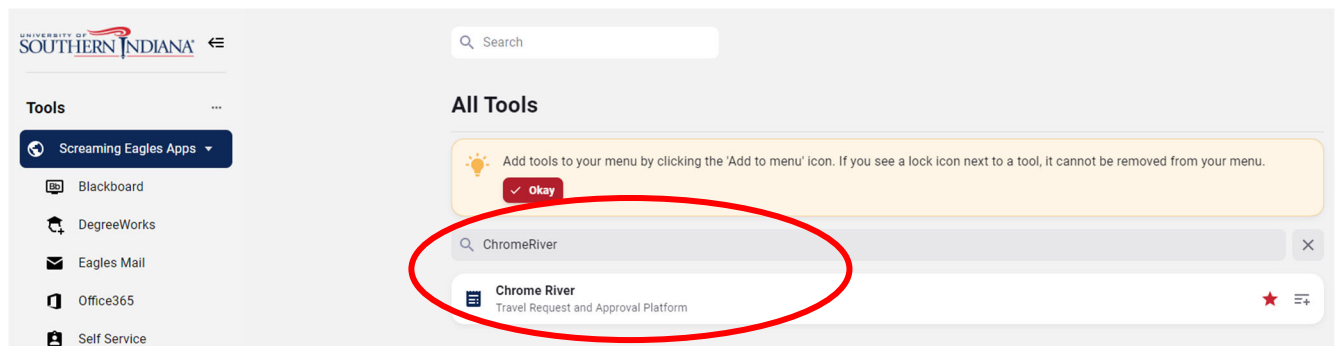 UNIVERSITY OF
SOUTHERN INDIANA
Tools
Screaming Eagles Apps
Bb Blackboard
DegreeWorks
Eagles Mail
Office365
Self Service
Search
All Tools
Add tools to your menu by clicking the 'Add to menu' icon. If you see a lock icon next to a tool, it cannot be removed from your menu.
Okay
ChromeRiver
Chrome River
Travel Request and Approval Platform